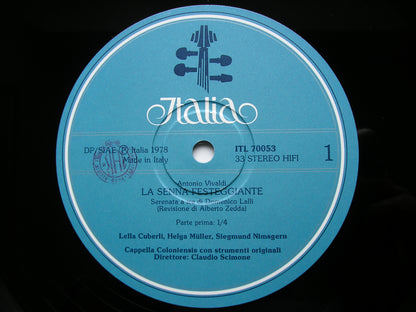 Italia
DP/SIAE Ⓟ Italia 1978
Made in Italy
ITL 70053
33 STEREO HIFI
1
Antonio Vivaldi
LA SENNA FESTEGGIANTE
Serenata a tre di Domenico Lalli
(Revisione di Alberto Zedda)
Parte prima: 1/4
Lella Cuberli, Helga Müller, Siegmund Nimsgern
Cappella Coloniensis con strumenti originali
Direttore: Claudio Scimone